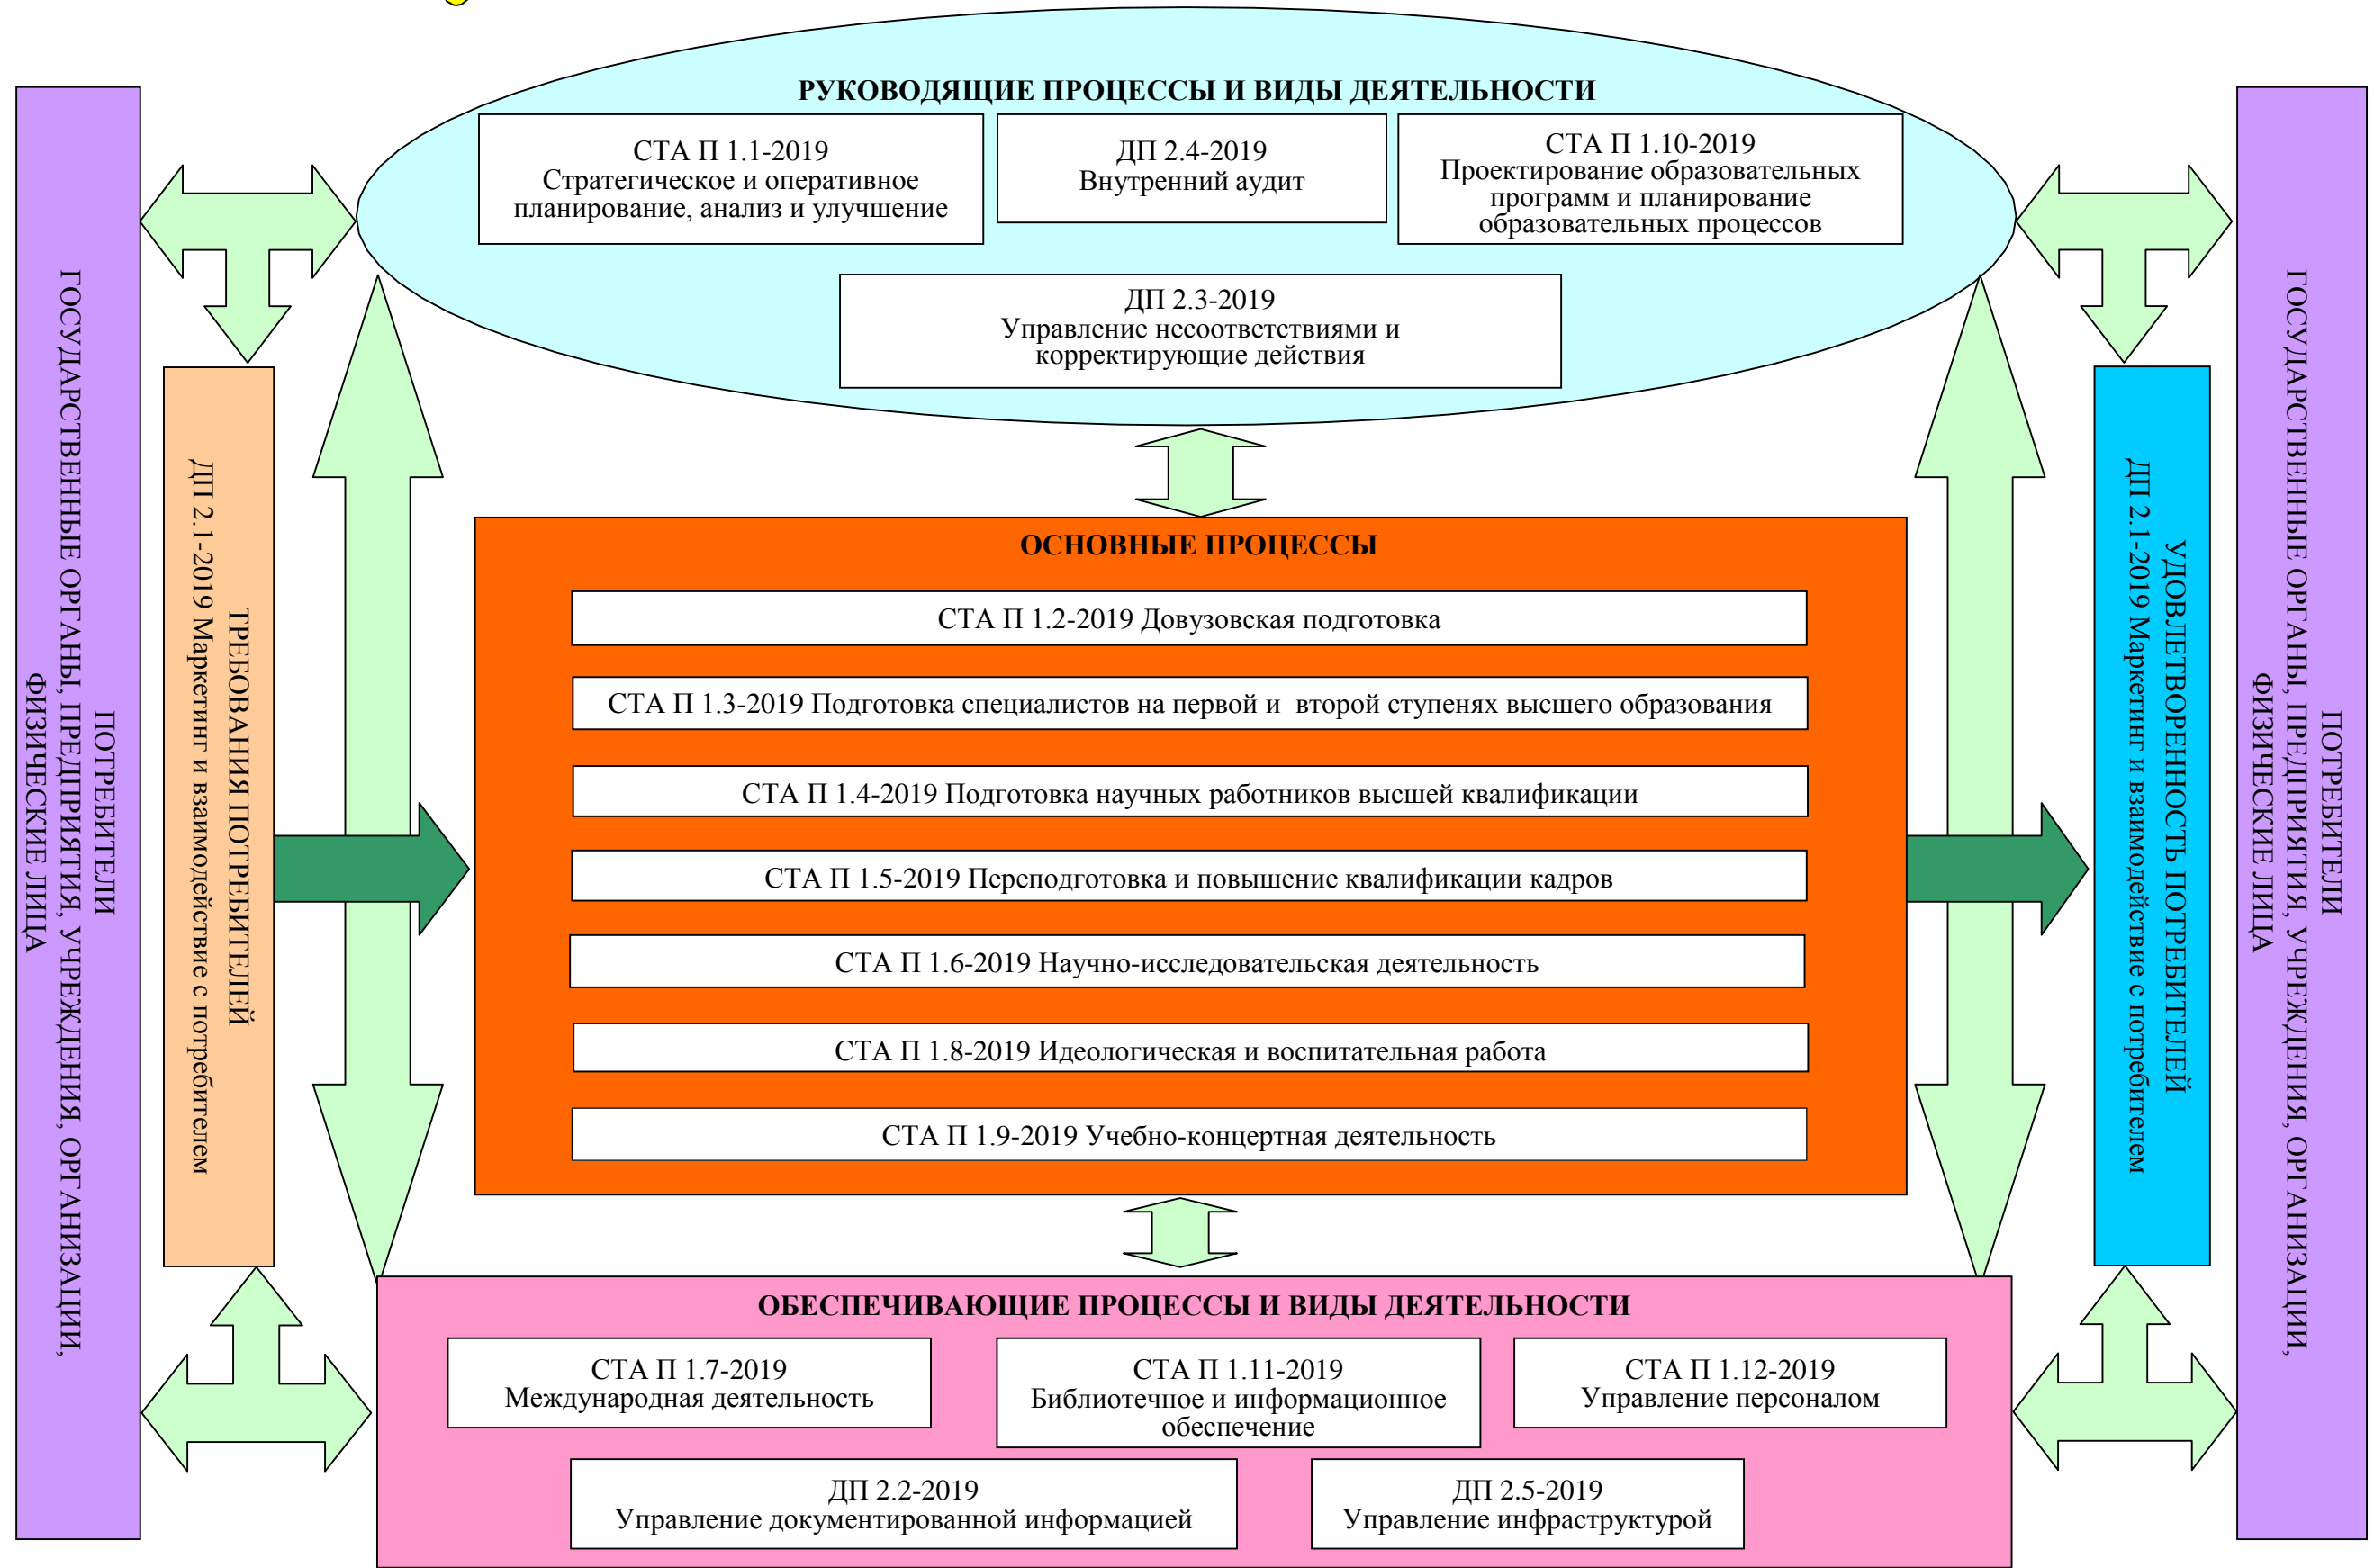 РУКОВОДЯЩИЕ ПРОЦЕССЫ И ВИДЫ ДЕЯТЕЛЬНОСТИ
СТА П 1.1-2019
Стратегическое и оперативное
планирование, анализ и улучшение
ДП 2.4-2019
Внутренний аудит
СТА П 1.10-2019
Проектирование образовательных
программ и планирование
образовательных процессов
ДП 2.3-2019
Управление несоответствиями и
корректирующие действия
ПОТРЕБИТЕЛИ
ГОСУДАРСТВЕННЫЕ ОРГАНЫ, ПРЕДПРИЯТИЯ, УЧРЕЖДЕНИЯ, ОРГАНИЗАЦИИ,
ФИЗИЧЕСКИЕ ЛИЦА
ТРЕБОВАНИЯ ПОТРЕБИТЕЛЕЙ
ДП 2.1-2019 Маркетинг и взаимодействие с потребителем
ОСНОВНЫЕ ПРОЦЕССЫ
СТА П 1.2-2019 Довузовская подготовка
СТА П 1.3-2019 Подготовка специалистов на первой и  второй ступенях высшего образования
СТА П 1.4-2019 Подготовка научных работников высшей квалификации
СТА П 1.5-2019 Переподготовка и повышение квалификации кадров
СТА П 1.6-2019 Научно-исследовательская деятельность
СТА П 1.8-2019 Идеологическая и воспитательная работа
СТА П 1.9-2019 Учебно-концертная деятельность
УДОВЛЕТВОРЕННОСТЬ ПОТРЕБИТЕЛЕЙ
ДП 2.1-2019 Маркетинг и взаимодействие с потребителем
ПОТРЕБИТЕЛИ
ГОСУДАРСТВЕННЫЕ ОРГАНЫ, ПРЕДПРИЯТИЯ, УЧРЕЖДЕНИЯ, ОРГАНИЗАЦИИ,
ФИЗИЧЕСКИЕ ЛИЦА
ОБЕСПЕЧИВАЮЩИЕ ПРОЦЕССЫ И ВИДЫ ДЕЯТЕЛЬНОСТИ
СТА П 1.7-2019
Международная деятельность
СТА П 1.11-2019
Библиотечное и информационное
обеспечение
СТА П 1.12-2019
Управление персоналом
ДП 2.2-2019
Управление документированной информацией
ДП 2.5-2019
Управление инфраструктурой